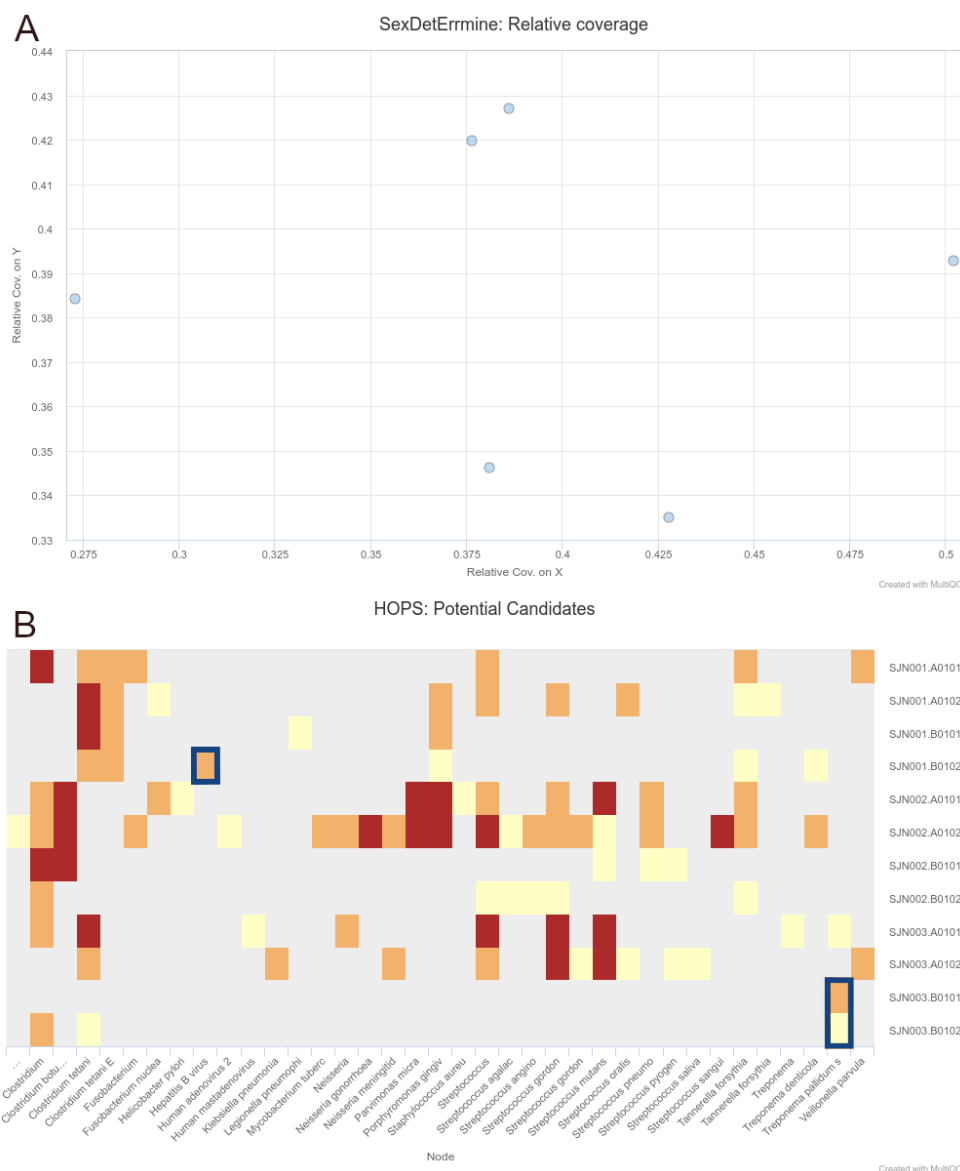 A
SexDetErrmine: Relative coverage
0.44
0.43
0.42
0.41
0.4
0.39
0.38
0.37
0.36
0.35
0.34
0.33
Relative Cov. on Y
0.275
0.3
0.325
0.35
0.375
0.4
0.425
0.45
0.475
0.5
Relative Cov. on X
Created with MultiQC
B
HOPS: Potential Candidates
SJN001.A0101
SJN001.A0102
SJN001.B0101
SJN001.B0102
SJN002.A0101
SJN002.A0102
SJN002.B0101
SJN002.B0102
SJN003.A0101
SJN003.A0102
SJN003.B0101
SJN003.B0102
...
Clostridium
Clostridium botu...
Clostridium tetani
Clostridium tetani E
Fusobacterium
Fusobacterium nuclea
Helicobacter pylori
Hepatitis B virus
Human adenovirus 2
Human mastadenovirus
Klebsiella pneumonia
Legionella pneumophi
Mycobacterium tuberc
Neisseria
Neisseria gonorrhoea
Neisseria meningitid
Parvimonas micra
Porphyromonas gingiv
Staphylococcus aureu
Streptococcus
Streptococcus agalac
Streptococcus angino
Streptococcus gordon
Streptococcus gordon
Streptococcus mutans
Streptococcus oralis
Streptococcus pneumo
Streptococcus pyogen
Streptococcus saliva
Streptococcus sangui
Tannerella forsythia
Tannerella forsythia
Treponema
Treponema denticola
Treponema pallidum s
Veillonella parvula
Node
Created with MultiQC